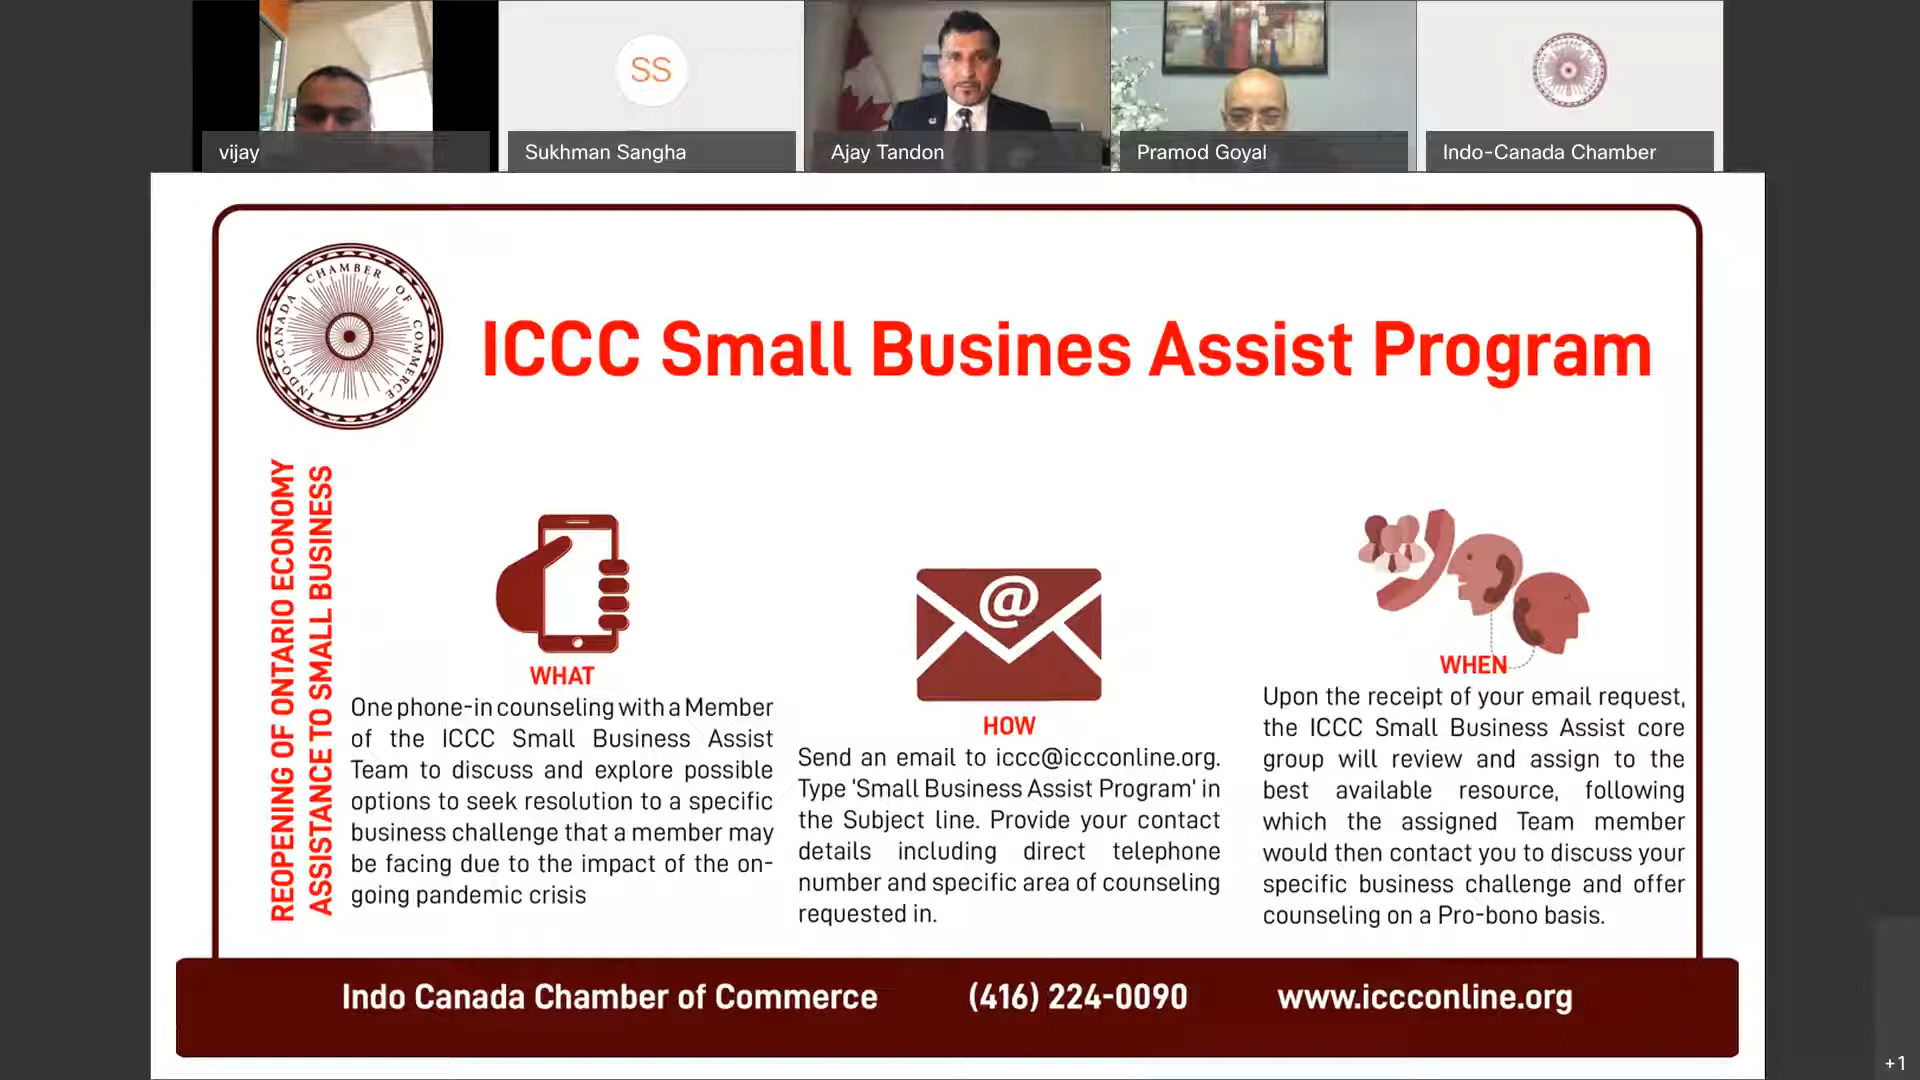 vijay
SS
Sukhman Sangha
Ajay Tandon
Pramod Goyal
Indo-Canada Chamber
INDO-CANADA CHAMBER OF COMMERCE
ICCC Small Busines Assist Program
REOPENING OF ONTARIO ECONOMY
ASSISTANCE TO SMALL BUSINESS
WHAT
One phone-in counseling with a Member
of the ICCC Small Business Assist
Team to discuss and explore possible
options to seek resolution to a specific
business challenge that a member may
be facing due to the impact of the on-
going pandemic crisis
@
HOW
Send an email to iccc@iccconline.org.
Type 'Small Business Assist Program' in
the Subject line. Provide your contact
details including direct telephone
number and specific area of counseling
requested in.
WHEN
Upon the receipt of your email request,
the ICCC Small Business Assist core
group will review and assign to the
best available resource, following
which the assigned Team member
would then contact you to discuss your
specific business challenge and offer
counseling on a Pro-bono basis.
Indo Canada Chamber of Commerce
(416) 224-0090
www.iccconline.org
+1